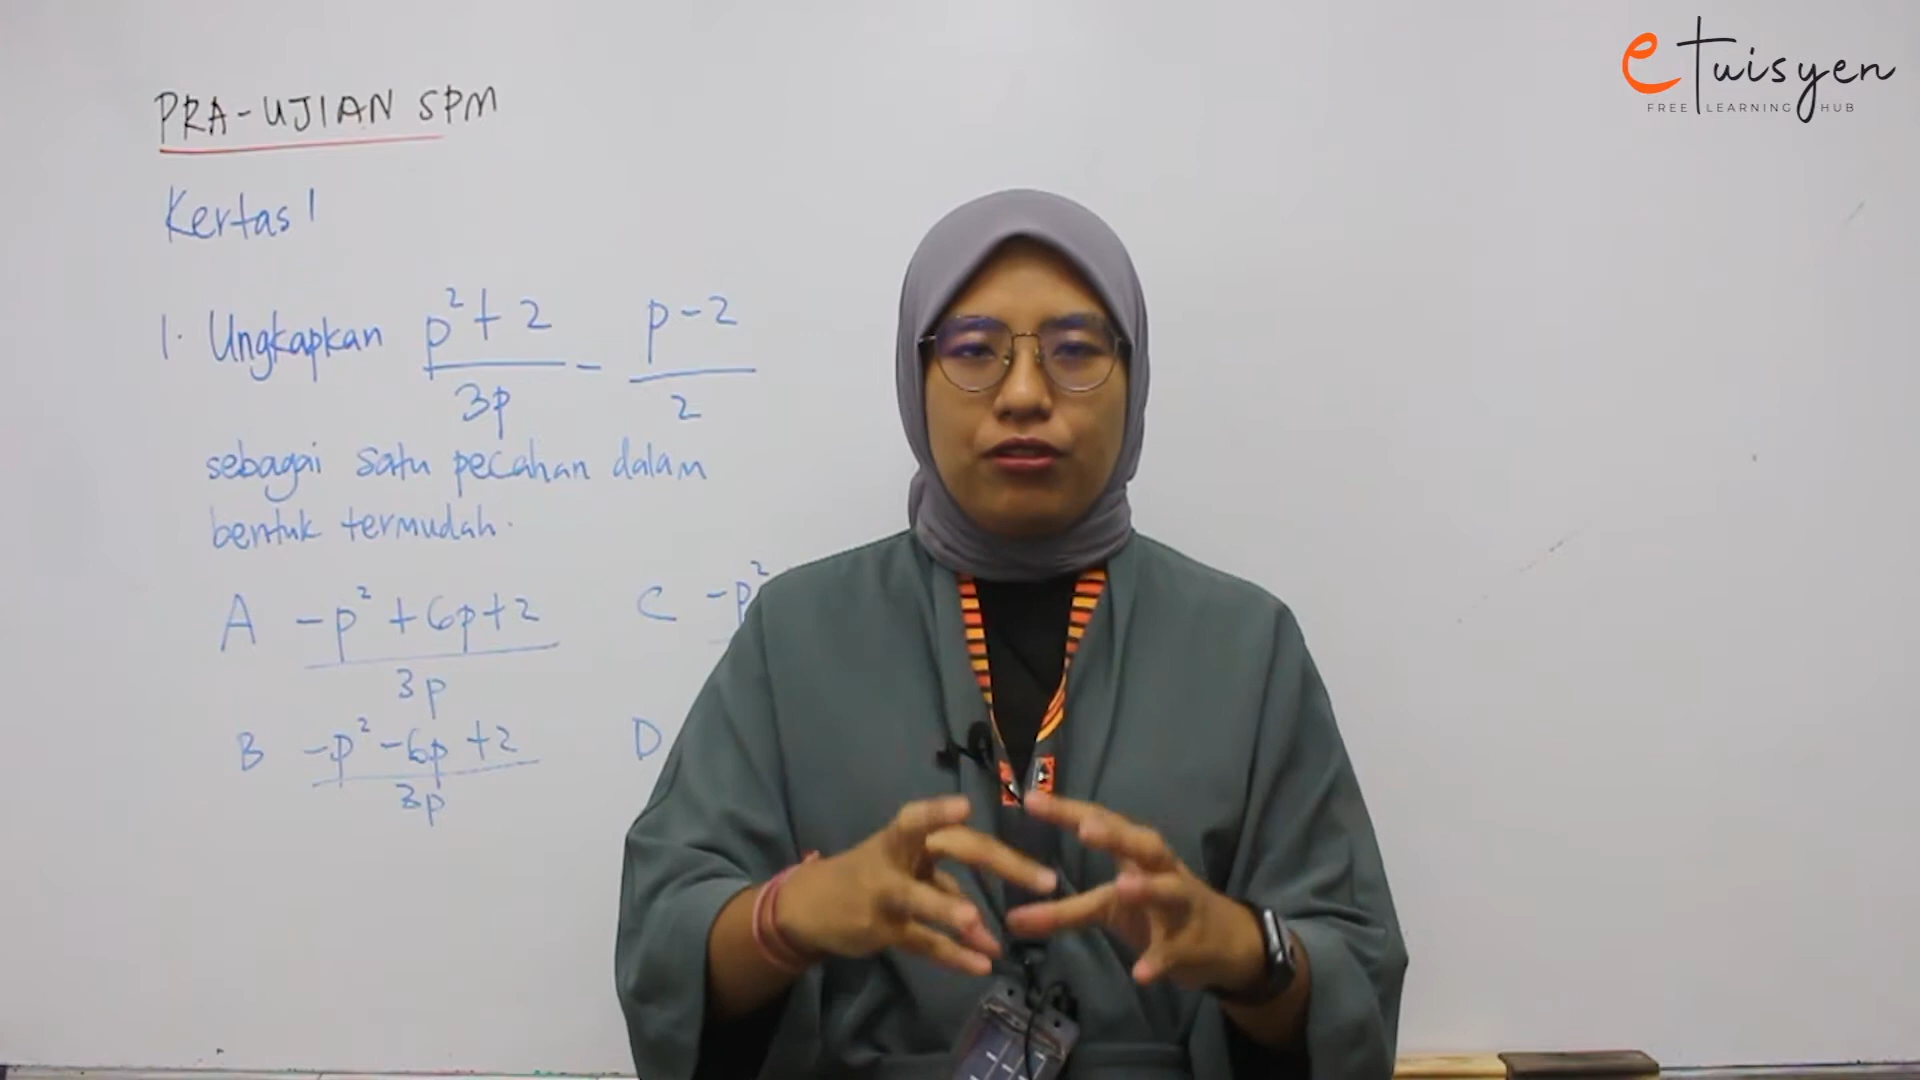 PRA-UJIAN SPM
Kertas 1
1. Ungkapkan p²+2 / 3p - p-2 / 2
sebagai satu pecahan dalam
bentuk termudah.
A -p²+6p+2 / 3p
C -p²
B -p²-6p+2 / 3p
D
eTuisyen
FREE LEARNING HUB